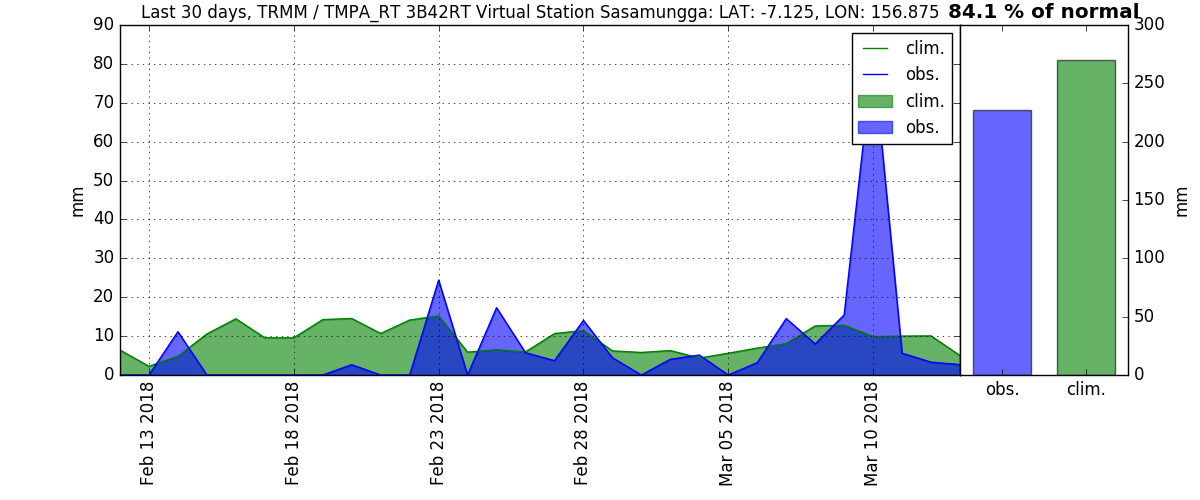 Last 30 days, TRMM / TMPA_RT 3B42RT Virtual Station Sasamungga: LAT: -7.125, LON: 156.875 84.1 % of normal
90
80
70
60
50
40
30
20
10
0
mm
clim.
obs.
clim.
obs.
Feb 13 2018
Feb 18 2018
Feb 23 2018
Feb 28 2018
Mar 05 2018
Mar 10 2018
300
250
200
150
100
50
0
mm
obs. clim.